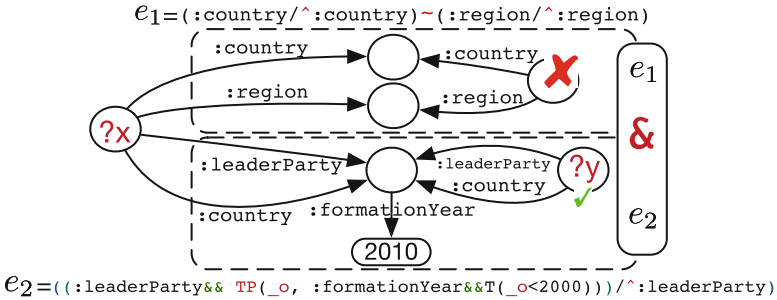 e1=(:country/^:country)~(:region/^:region)
:country
:country
✘
e1
:region
:region
?x
&
:leaderParty
:leaderParty
?y
:country
✓
:country
:formationYear
e2
2010
e2=((:leaderParty&& TP(_o, :formationYear&&T(_o<2000)))/^:leaderParty)